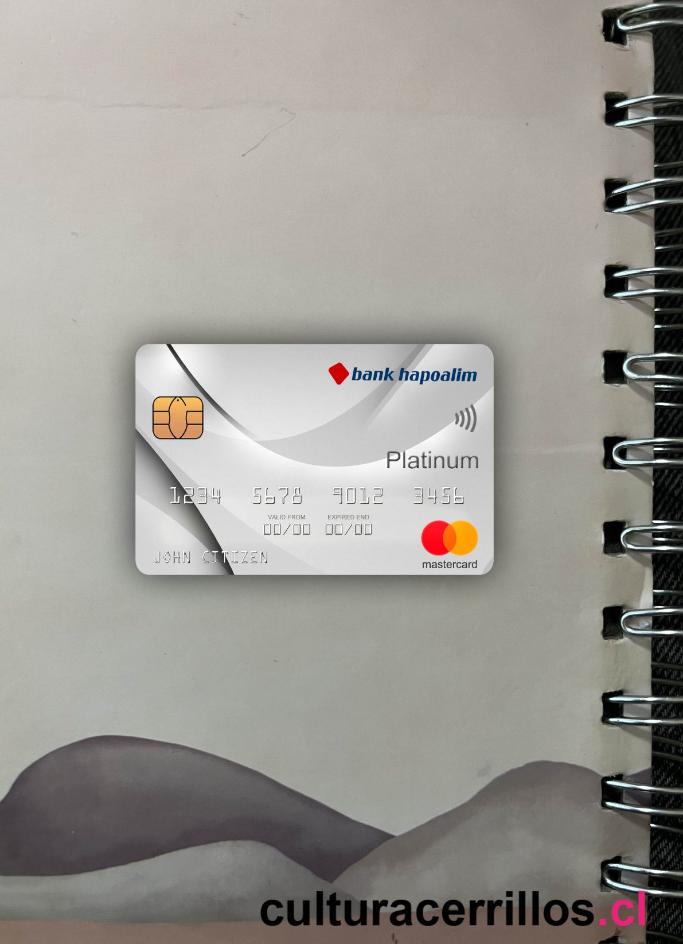 bank hapoalim
Platinum
1234 5678 9012 3456
VALID FROM EXPIRED END
00/00 00/00
JOHN CITIZEN
mastercard
culturacerrillos.cl